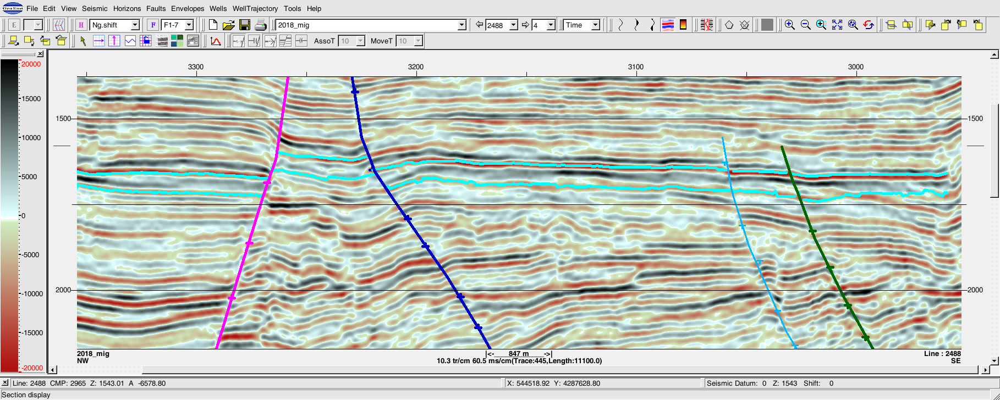 Geo East File Edit View Seismic Horizons Faults Envelopes Wells WellTrajectory Tools Help
E H Ng.shift F F1-7 2018_mig 2488 4 Time
AssoT 10 MoveT 10
20000
15000
10000
5000
0
-5000
-10000
-15000
-20000
3300 3200 3100 3000
1500 1500
2000 2000
2018_mig |<- 847 m ->| Line : 2488
NW 10.3 tr/cm 60.5 ms/cm(Trace:445,Length:11100.0) SE
Line: 2488 CMP: 2965 Z: 1543.01 A -6578.80 X: 544518.92 Y: 4287628.80 Seismic Datum: 0 Z: 1543 Shift: 0
Section display